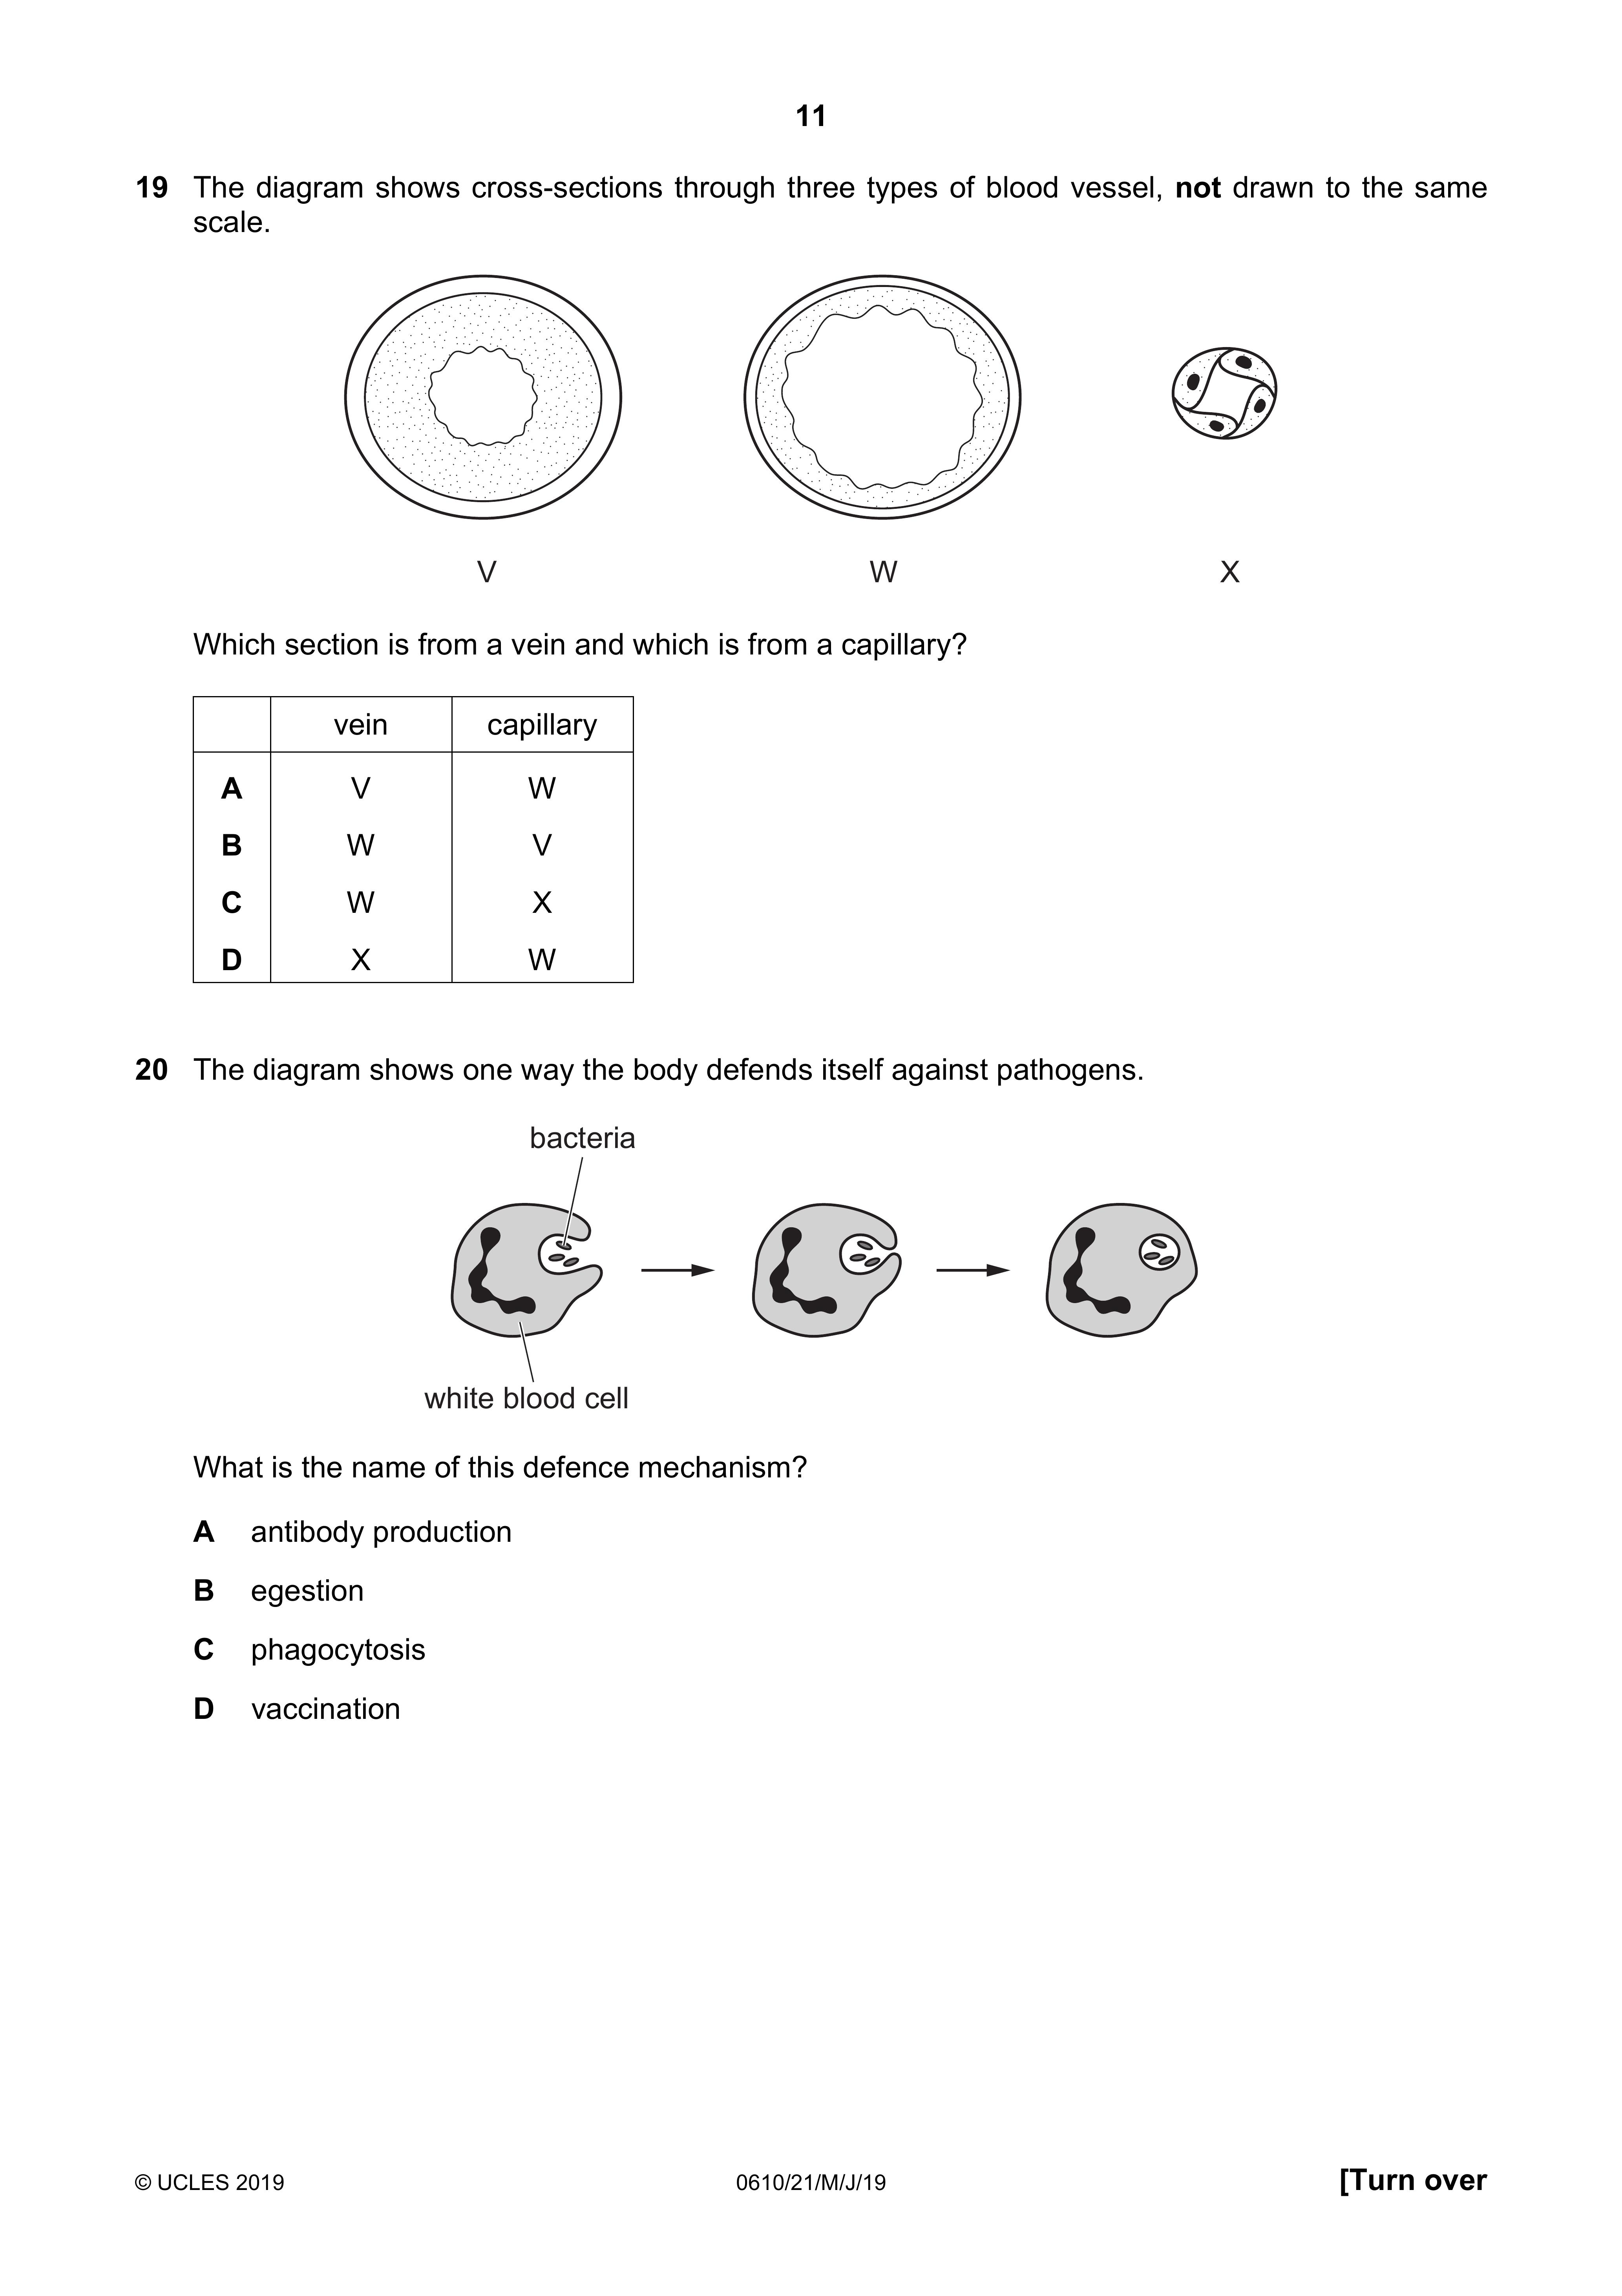 11
19 The diagram shows cross-sections through three types of blood vessel, not drawn to the same
scale.
V W X
Which section is from a vein and which is from a capillary?
vein capillary
A V W
B W V
C W X
D X W
20 The diagram shows one way the body defends itself against pathogens.
bacteria
white blood cell
What is the name of this defence mechanism?
A antibody production
B egestion
C phagocytosis
D vaccination
© UCLES 2019 0610/21/M/J/19 [Turn over